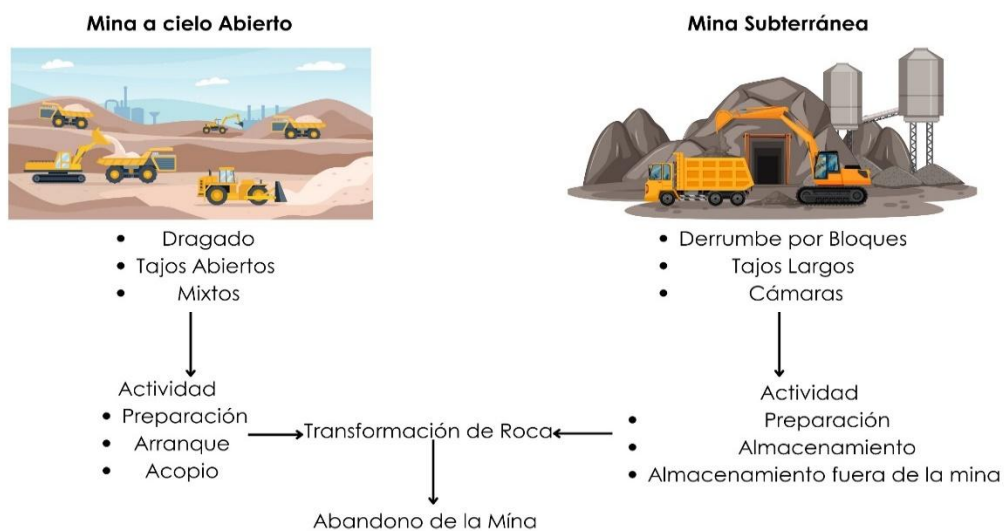 Mina a cielo Abierto
Mina Subterránea
• Dragado
• Tajos Abiertos
• Mixtos
• Derrumbe por Bloques
• Tajos Largos
• Cámaras
Actividad
• Preparación
• Arranque
• Acopio
Transformación de Roca
Actividad
• Preparación
• Almacenamiento
• Almacenamiento fuera de la mina
Abandono de la Mína